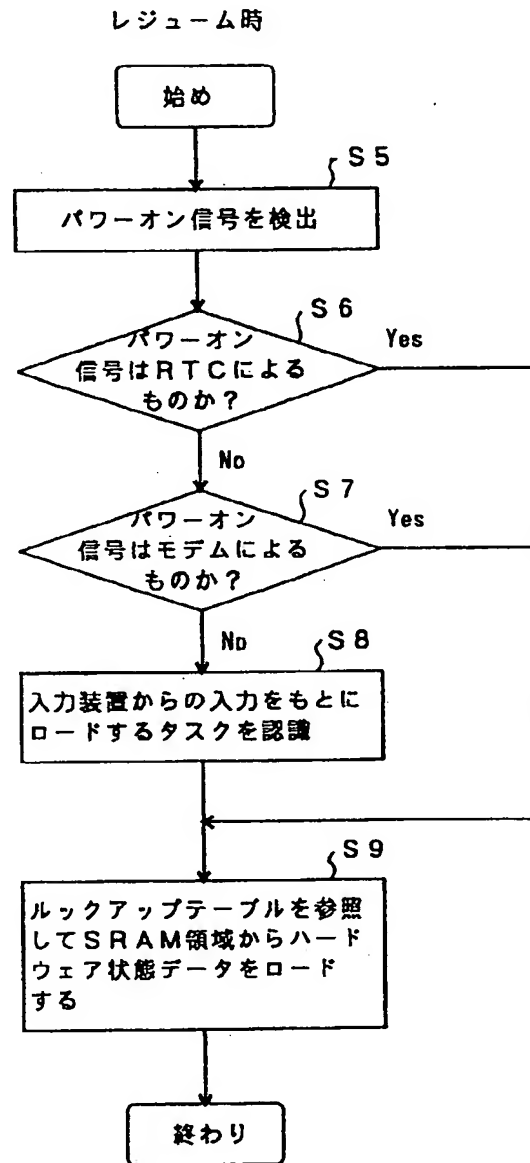 レジューム時
始め
S5
パワーオン信号を検出
S6
パワーオン
信号はRTCによる
ものか?
Yes
No
S7
パワーオン
信号はモデムによる
ものか?
Yes
No
S8
入力装置からの入力をもとに
ロードするタスクを認識
S9
ルックアップテーブルを参照
してSRAM領域からハード
ウェア状態データをロード
する
終わり